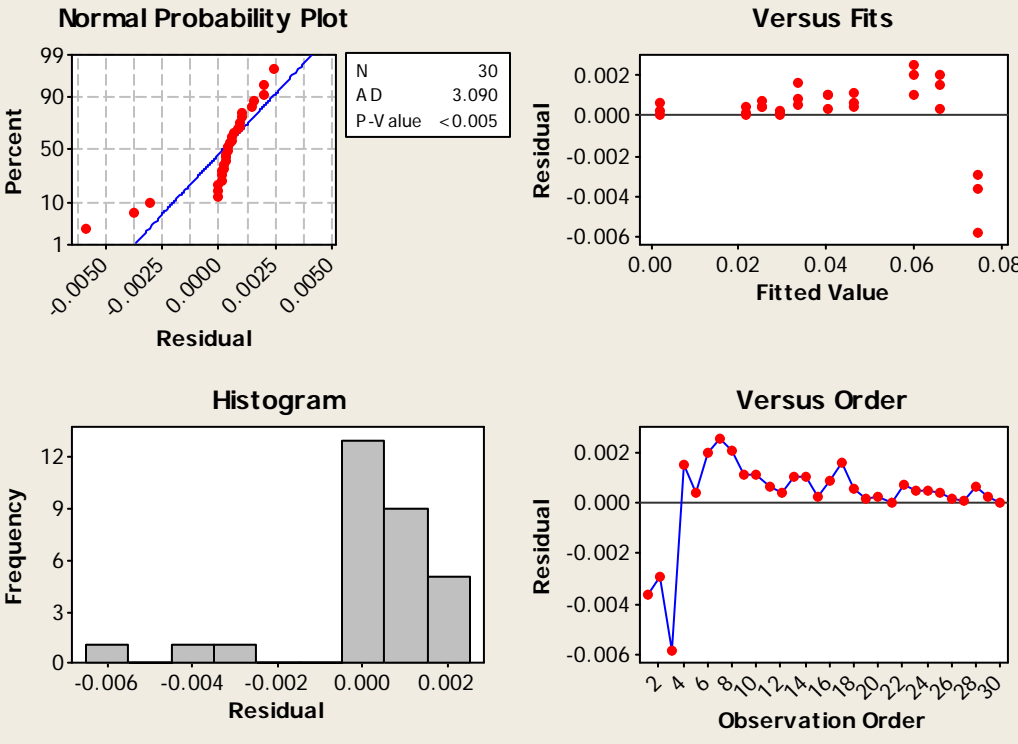 Normal Probability Plot
99
90
50
10
1
Percent
-0.0050
-0.0025
0.0000
0.0025
0.0050
Residual
N 30
AD 3.090
P-Value <0.005
Versus Fits
0.002
0.000
-0.002
-0.004
-0.006
Residual
0.00 0.02 0.04 0.06 0.08
Fitted Value
Histogram
12
9
6
3
0
Frequency
-0.006 -0.004 -0.002 0.000 0.002
Residual
Versus Order
0.002
0.000
-0.002
-0.004
-0.006
Residual
2 4 6 8 10 12 14 16 18 20 22 24 26 28 30
Observation Order